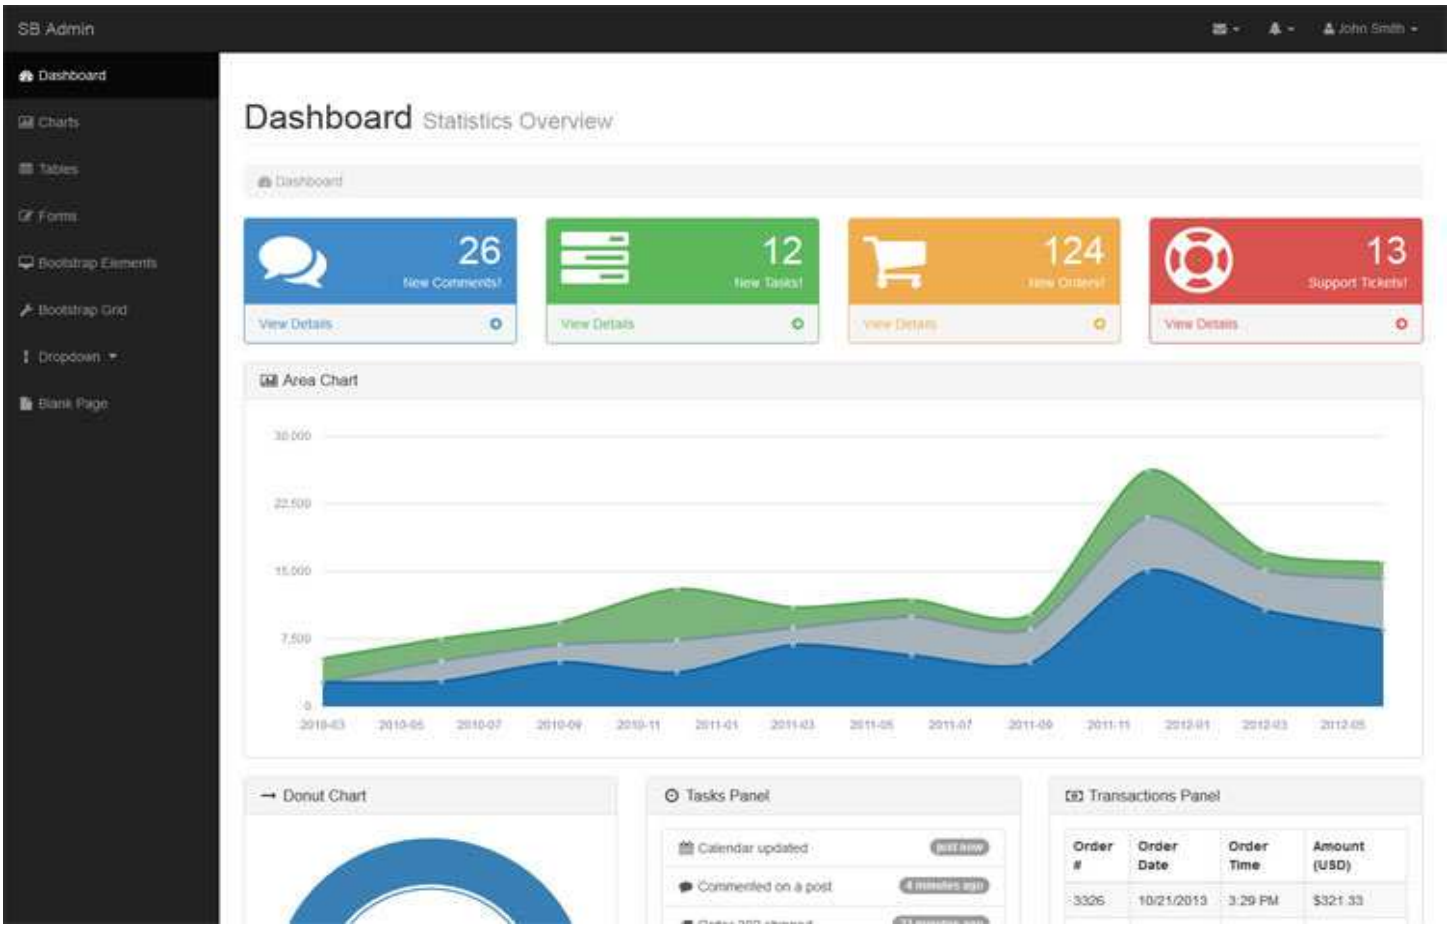 SB Admin
John Smith
Dashboard
Charts
Tables
Forms
Bootstrap Elements
Bootstrap Grid
Dropdown
Blank Page
Dashboard Statistics Overview
Dashboard
26
New Comments!
View Details
12
New Tasks!
View Details
124
New Orders!
View Details
13
Support Tickets!
View Details
Area Chart
30,000
22,500
15,000
7,500
0
2010-03 2010-05 2010-07 2010-09 2010-11 2011-01 2011-03 2011-05 2011-07 2011-09 2011-11 2012-01 2012-03 2012-05
Donut Chart
Tasks Panel
Calendar updated just now
Commented on a post 4 minutes ago
Transactions Panel
Order # Order Date Order Time Amount (USD)
3326 10/21/2013 3:29 PM $321.33